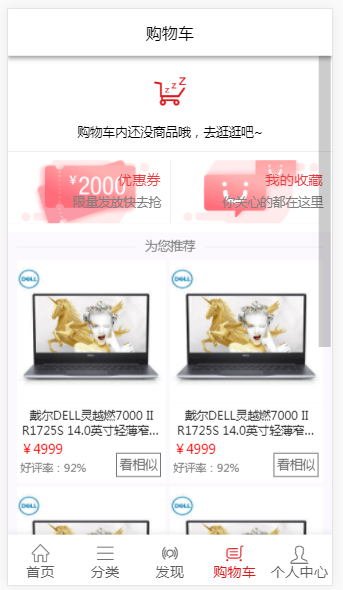 购物车
z z Z
购物车内还没商品哦，去逛逛吧~
¥2000
优惠券
限量发放快去抢
我的收藏
你关心的都在这里
为您推荐
DELL DELL
戴尔DELL灵越燃7000 II R1725S 14.0英寸轻薄窄...
￥4999
好评率：92% 看相似
戴尔DELL灵越燃7000 II R1725S 14.0英寸轻薄窄...
￥4999
好评率：92% 看相似
DELL DELL
首页 分类 发现 购物车 个人中心